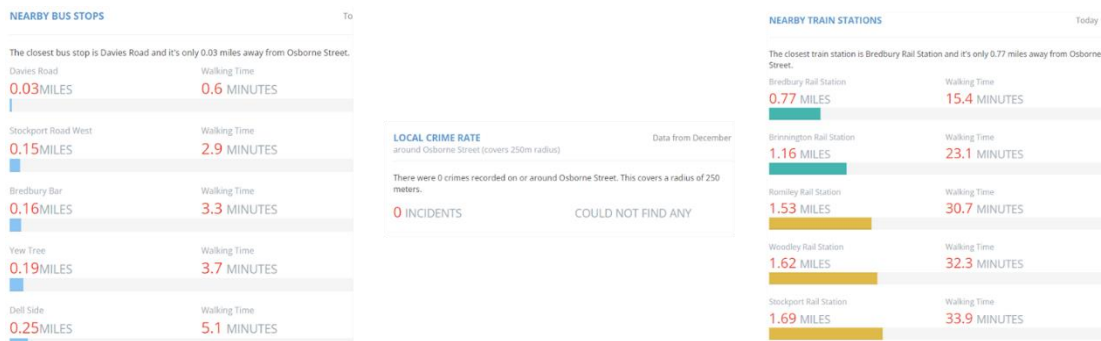 NEARBY BUS STOPS To
The closest bus stop is Davies Road and it's only 0.03 miles away from Osborne Street.
Davies Road Walking Time
0.03MILES 0.6 MINUTES
Stockport Road West Walking Time
0.15MILES 2.9 MINUTES
Bredbury Bar Walking Time
0.16MILES 3.3 MINUTES
Yew Tree Walking Time
0.19MILES 3.7 MINUTES
Dell Side Walking Time
0.25MILES 5.1 MINUTES
LOCAL CRIME RATE Data from December
around Osborne Street (covers 250m radius)
There were 0 crimes recorded on or around Osborne Street. This covers a radius of 250
meters.
0 INCIDENTS COULD NOT FIND ANY
NEARBY TRAIN STATIONS Today
The closest train station is Bredbury Rail Station and it's only 0.77 miles away from Osborne
Street.
Bredbury Rail Station Walking Time
0.77 MILES 15.4 MINUTES
Brinnington Rail Station Walking Time
1.16 MILES 23.1 MINUTES
Romiley Rail Station Walking Time
1.53 MILES 30.7 MINUTES
Woodley Rail Station Walking Time
1.62 MILES 32.3 MINUTES
Stockport Rail Station Walking Time
1.69 MILES 33.9 MINUTES